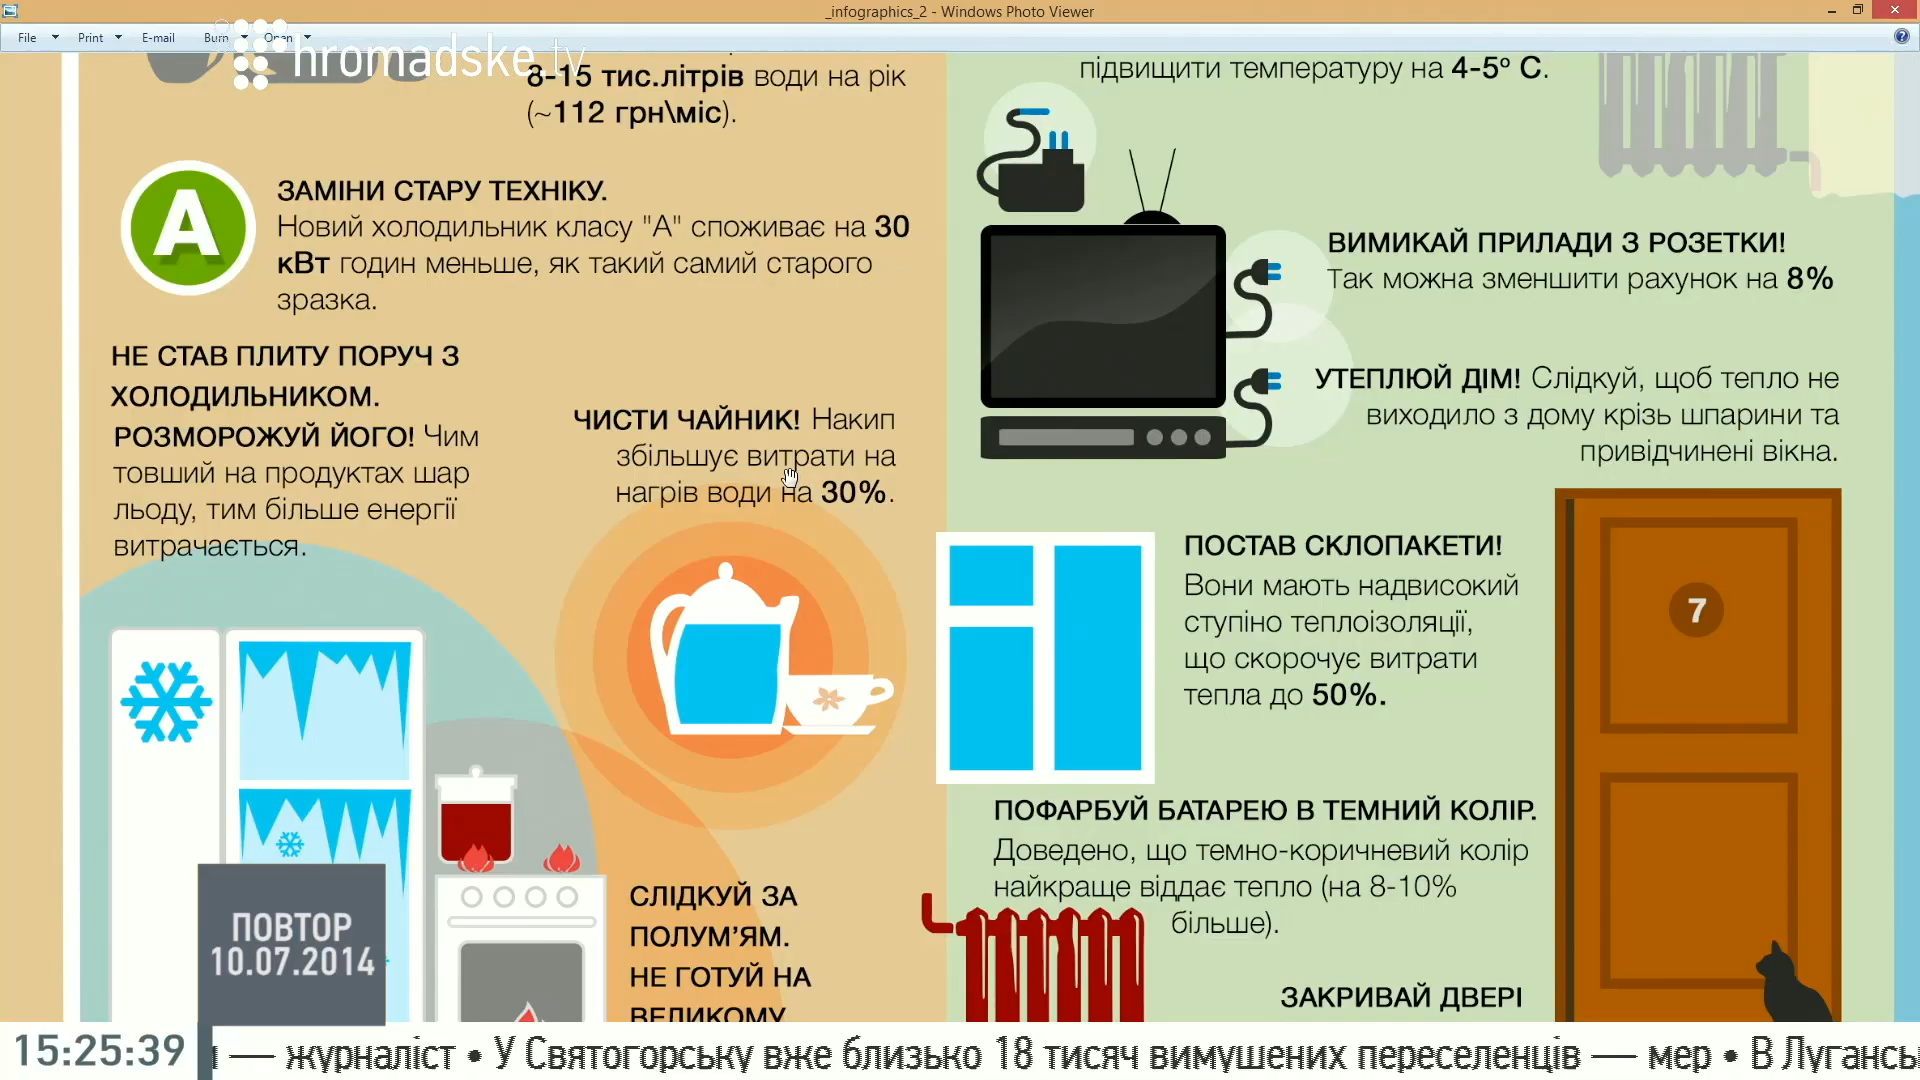 _infographics_2 - Windows Photo Viewer
File Print E-mail Burn Open
hromadske.tv
8-15 тис.літрів води на рік
(~112 грн\міс).
підвищити температуру на 4-5º С.
A
ЗАМІНИ СТАРУ ТЕХНІКУ.
Новий холодильник класу "А" споживає на 30
кВт годин меньше, як такий самий старого
зразка.
ВИМИКАЙ ПРИЛАДИ З РОЗЕТКИ!
Так можна зменшити рахунок на 8%
НЕ СТАВ ПЛИТУ ПОРУЧ З
ХОЛОДИЛЬНИКОМ.
РОЗМОРОЖУЙ ЙОГО! Чим
товший на продуктах шар
льоду, тим більше енергії
витрачається.
ЧИСТИ ЧАЙНИК! Накип
збільшує витрати на
нагрів води на 30%.
УТЕПЛЮЙ ДІМ! Слідкуй, щоб тепло не
виходило з дому крізь шпарини та
привідчинені вікна.
ПОСТАВ СКЛОПАКЕТИ!
Вони мають надвисокий
ступіно теплоізоляції,
що скорочує витрати
тепла до 50%.
7
ПОФАРБУЙ БАТАРЕЮ В ТЕМНИЙ КОЛІР.
Доведено, що темно-коричневий колір
найкраще віддає тепло (на 8-10%
більше).
СЛІДКУЙ ЗА
ПОЛУМ'ЯМ.
НЕ ГОТУЙ НА
ВЕЛИКОМУ
ЗАКРИВАЙ ДВЕРІ
ПОВТОР
10.07.2014
15:25:39 — журналіст • У Святогорську вже близько 18 тисяч вимушених переселенців — мер • В Лугансь